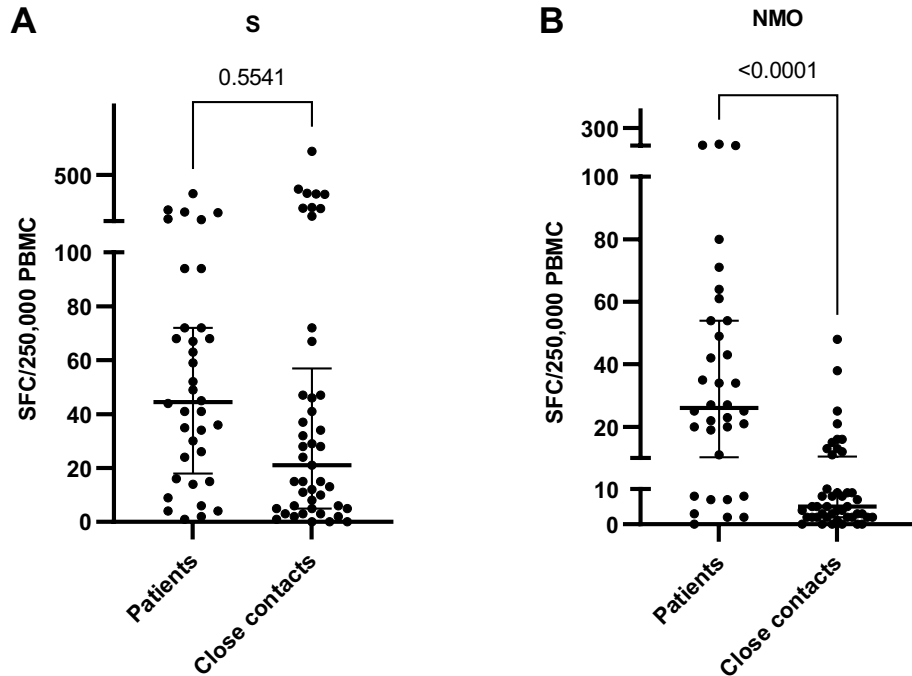 A
S
0.5541
500
100
80
60
40
20
0
SFC/250,000 PBMC
Patients
Close contacts
B
NMO
<0.0001
300
100
80
60
40
20
10
0
SFC/250,000 PBMC
Patients
Close contacts